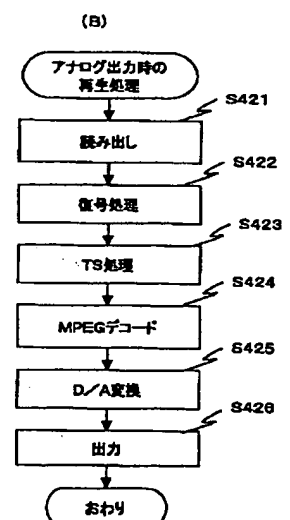 (B)
アナログ出力時の
再生処理
S421
読み出し
S422
復号処理
S423
TS処理
S424
MPEGデコード
S425
D/A変換
S426
出力
おわり